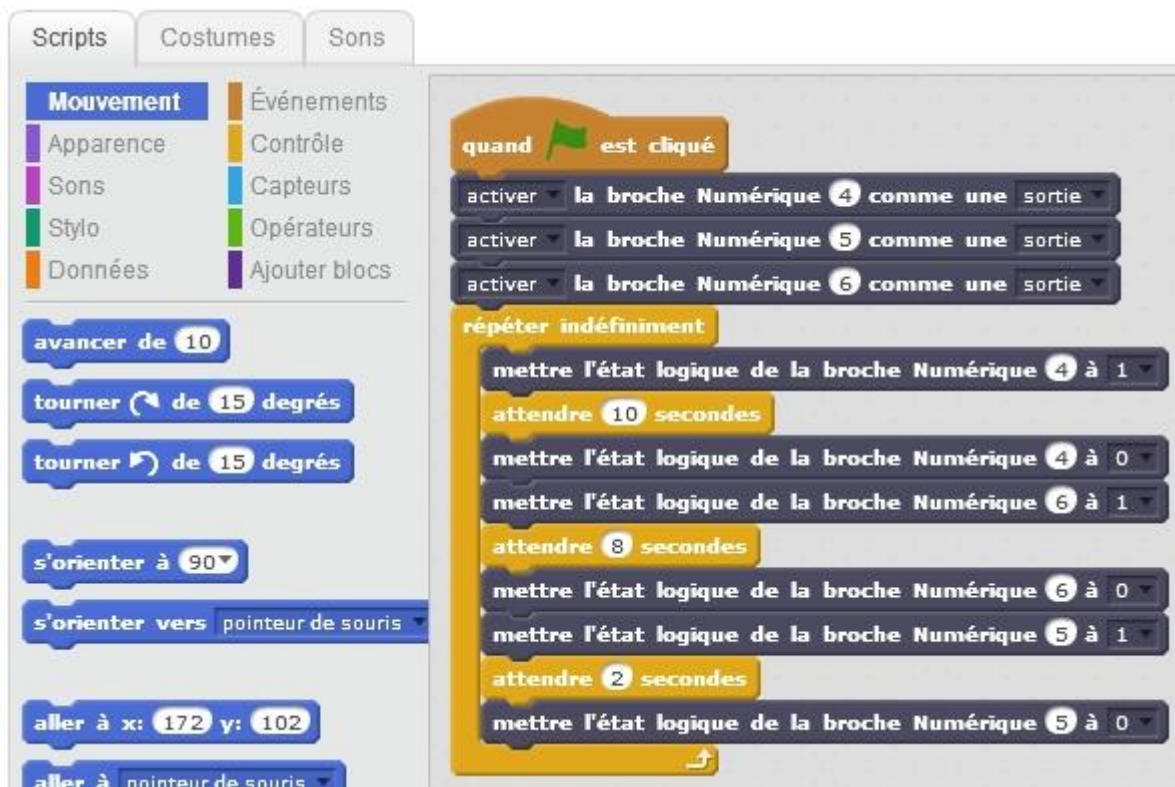 Scripts Costumes Sons
Mouvement Événements
Apparence Contrôle
Sons Capteurs
Stylo Opérateurs
Données Ajouter blocs
avancer de 10
tourner de 15 degrés
tourner de 15 degrés
s'orienter à 90
s'orienter vers pointeur de souris
aller à x: 172 y: 102
aller à pointeur de souris
quand est cliqué
activer la broche Numérique 4 comme une sortie
activer la broche Numérique 5 comme une sortie
activer la broche Numérique 6 comme une sortie
répéter indéfiniment
mettre l'état logique de la broche Numérique 4 à 1
attendre 10 secondes
mettre l'état logique de la broche Numérique 4 à 0
mettre l'état logique de la broche Numérique 6 à 1
attendre 8 secondes
mettre l'état logique de la broche Numérique 6 à 0
mettre l'état logique de la broche Numérique 5 à 1
attendre 2 secondes
mettre l'état logique de la broche Numérique 5 à 0